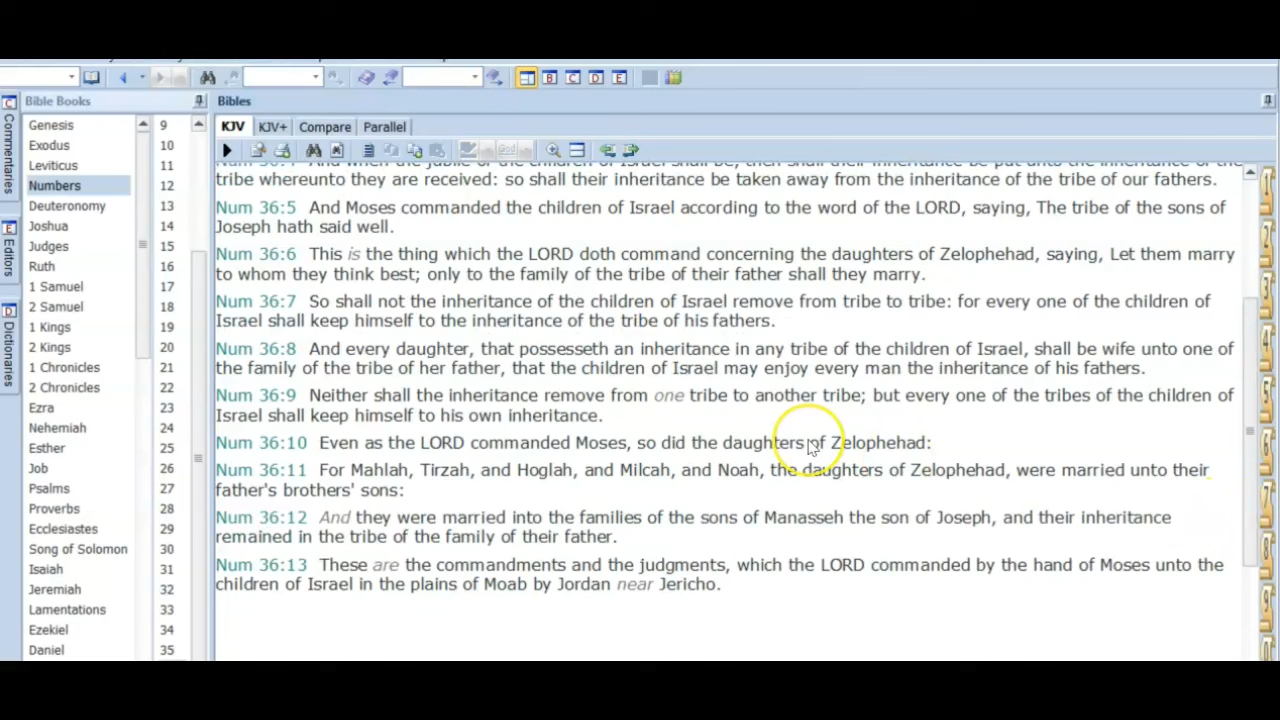 Bible Books
Bibles
KJV KJV+ Compare Parallel
Commentaries
Editors
Dictionaries
Genesis
Exodus
Leviticus
Numbers
Deuteronomy
Joshua
Judges
Ruth
1 Samuel
2 Samuel
1 Kings
2 Kings
1 Chronicles
2 Chronicles
Ezra
Nehemiah
Esther
Job
Psalms
Proverbs
Ecclesiastes
Song of Solomon
Isaiah
Jeremiah
Lamentations
Ezekiel
Daniel
9
10
11
12
13
14
15
16
17
18
19
20
21
22
23
24
25
26
27
28
29
30
31
32
33
34
35
tribe whereunto they are received: so shall their inheritance be taken away from the inheritance of the tribe of our fathers.
Num 36:5 And Moses commanded the children of Israel according to the word of the LORD, saying, The tribe of the sons of
Joseph hath said well.
Num 36:6 This is the thing which the LORD doth command concerning the daughters of Zelophehad, saying, Let them marry
to whom they think best; only to the family of the tribe of their father shall they marry.
Num 36:7 So shall not the inheritance of the children of Israel remove from tribe to tribe: for every one of the children of
Israel shall keep himself to the inheritance of the tribe of his fathers.
Num 36:8 And every daughter, that possesseth an inheritance in any tribe of the children of Israel, shall be wife unto one of
the family of the tribe of her father, that the children of Israel may enjoy every man the inheritance of his fathers.
Num 36:9 Neither shall the inheritance remove from one tribe to another tribe; but every one of the tribes of the children of
Israel shall keep himself to his own inheritance.
Num 36:10 Even as the LORD commanded Moses, so did the daughters of Zelophehad:
Num 36:11 For Mahlah, Tirzah, and Hoglah, and Milcah, and Noah, the daughters of Zelophehad, were married unto their
father's brothers' sons:
Num 36:12 And they were married into the families of the sons of Manasseh the son of Joseph, and their inheritance
remained in the tribe of the family of their father.
Num 36:13 These are the commandments and the judgments, which the LORD commanded by the hand of Moses unto the
children of Israel in the plains of Moab by Jordan near Jericho.